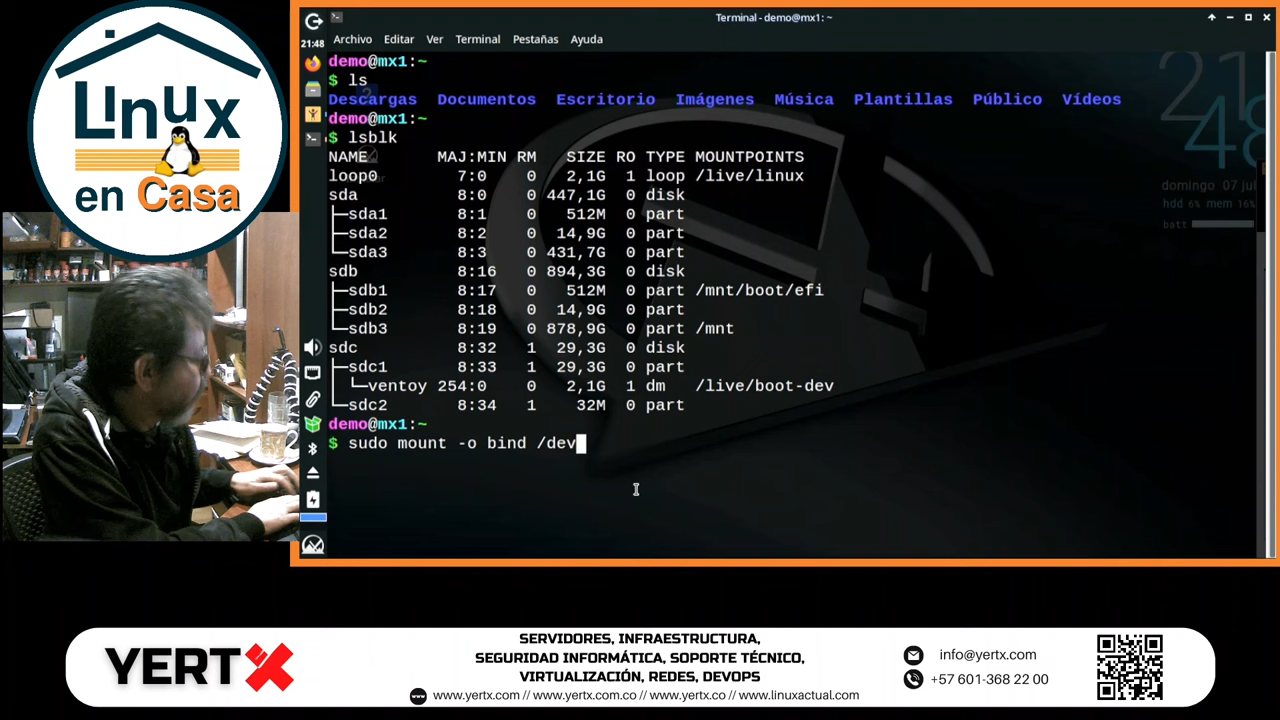 Linux
en Casa
Terminal - demo@mx1: ~
21:48
Archivo Editar Ver Terminal Pestañas Ayuda
demo@mx1:~
$ ls
Descargas Documentos Escritorio Imágenes Música Plantillas Público Vídeos
demo@mx1:~
$ lsblk
NAME MAJ:MIN RM SIZE RO TYPE MOUNTPOINTS
loop0 7:0 0 2,1G 1 loop /live/linux
sda 8:0 0 447,1G 0 disk
├─sda1 8:1 0 512M 0 part
├─sda2 8:2 0 14,9G 0 part
└─sda3 8:3 0 431,7G 0 part
sdb 8:16 0 894,3G 0 disk
├─sdb1 8:17 0 512M 0 part /mnt/boot/efi
├─sdb2 8:18 0 14,9G 0 part
└─sdb3 8:19 0 878,9G 0 part /mnt
sdc 8:32 1 29,3G 0 disk
├─sdc1 8:33 1 29,3G 0 part
│ └─ventoy 254:0 0 2,1G 1 dm /live/boot-dev
└─sdc2 8:34 1 32M 0 part
demo@mx1:~
$ sudo mount -o bind /dev
21
48
domingo 07 jul
hdd 6% mem 16%
batt
YERTX
SERVIDORES, INFRAESTRUCTURA,
SEGURIDAD INFORMÁTICA, SOPORTE TÉCNICO,
VIRTUALIZACIÓN, REDES, DEVOPS
www.yertx.com // www.yertx.com.co // www.yertx.co // www.linuxactual.com
info@yertx.com
+57 601-368 22 00